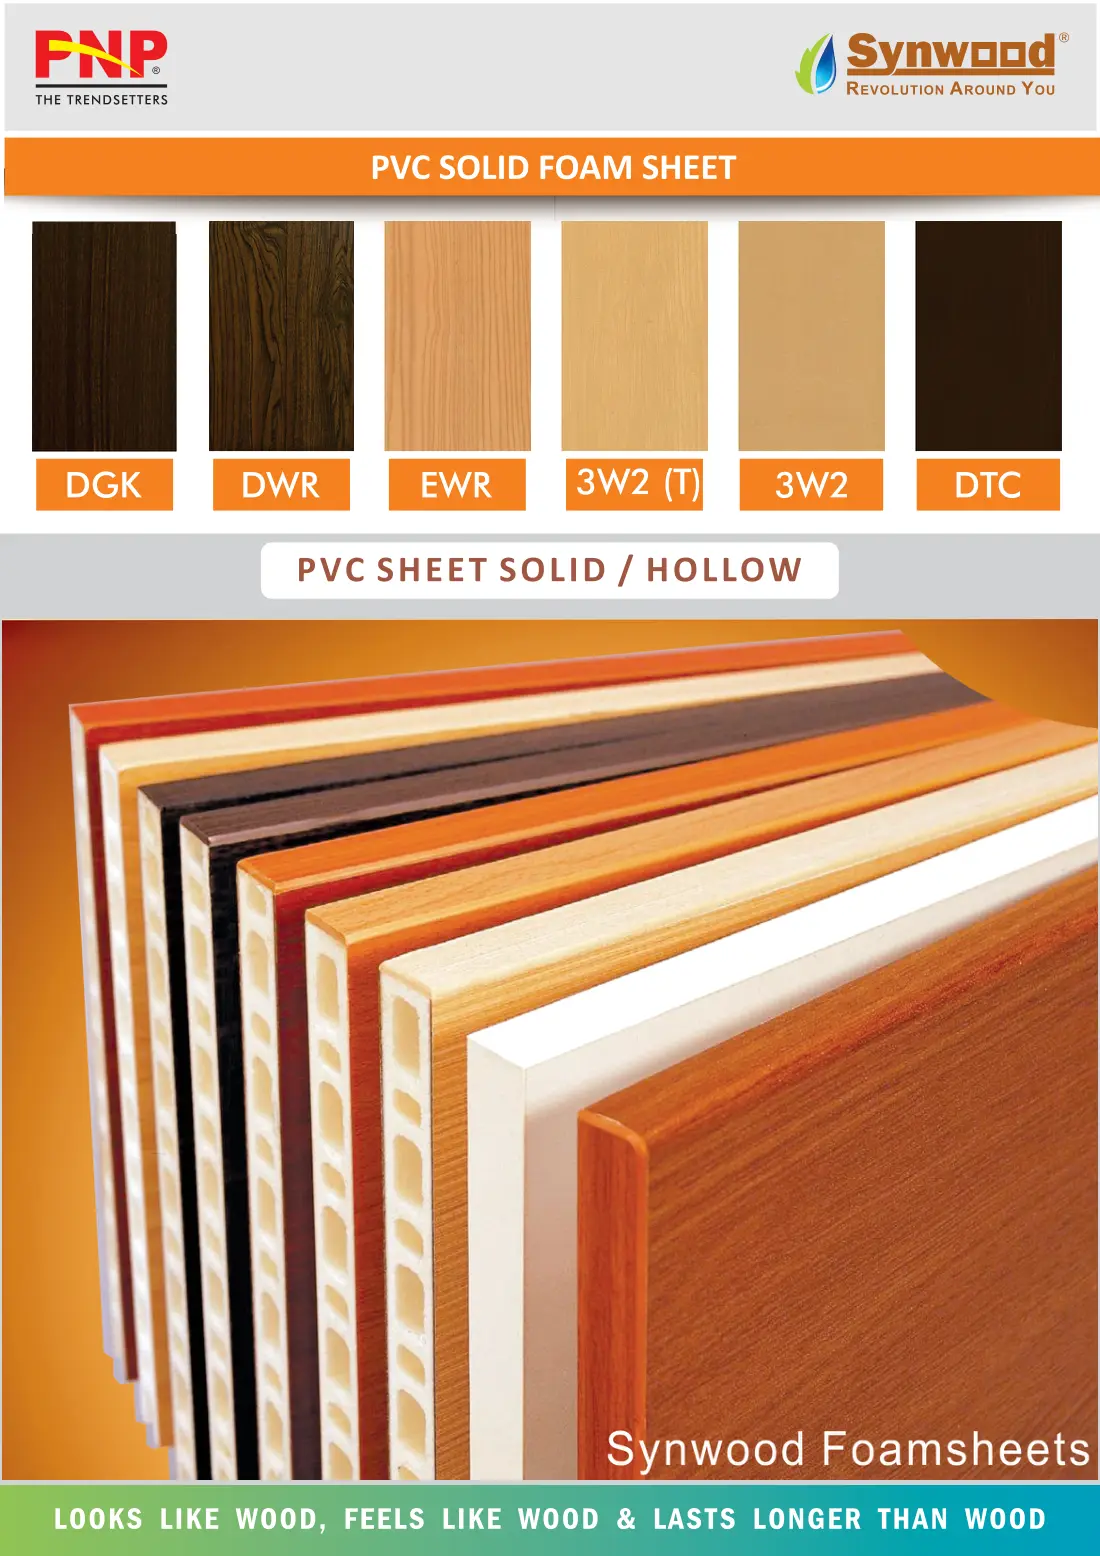 PNP®
THE TRENDSETTERS
Synwood®
REVOLUTION AROUND YOU
PVC SOLID FOAM SHEET
DGK DWR EWR 3W2 (T) 3W2 DTC
PVC SHEET SOLID / HOLLOW
Synwood Foamsheets
LOOKS LIKE WOOD, FEELS LIKE WOOD & LASTS LONGER THAN WOOD